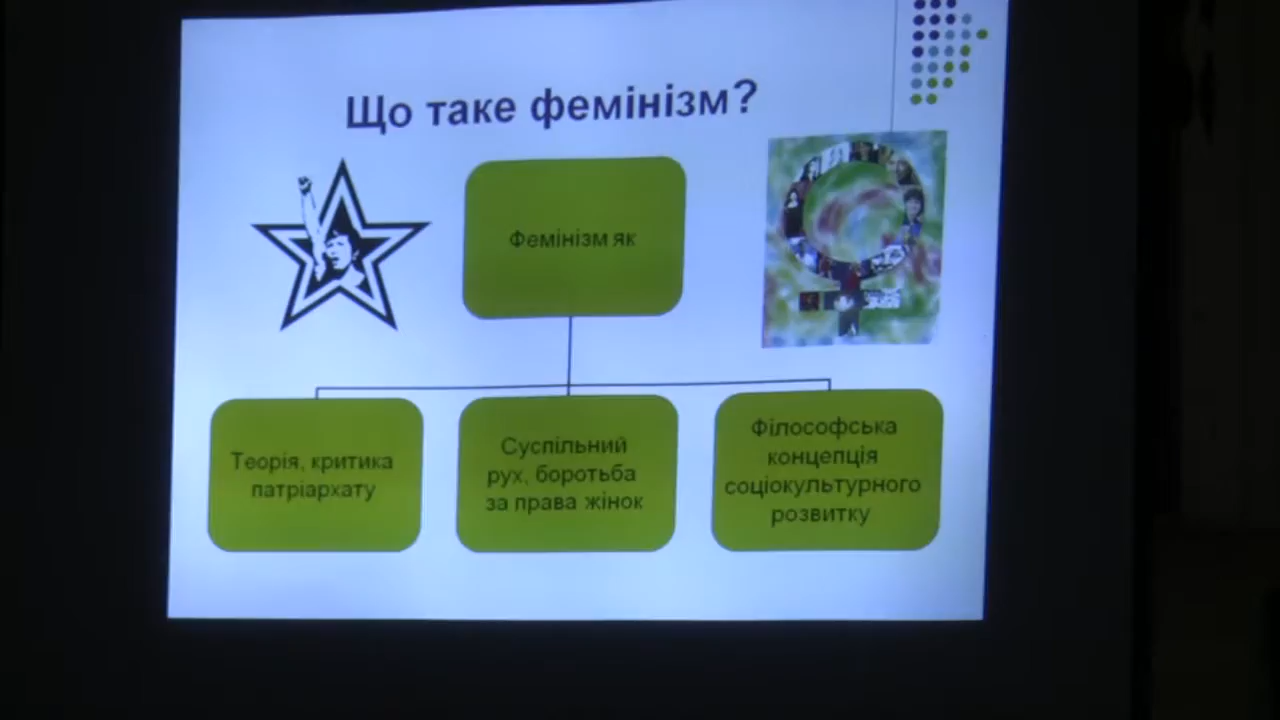 Що таке фемінізм?
Фемінізм як
Теорія, критика
патріархату
Суспільний
рух, боротьба
за права жінок
Філософська
концепція
соціокультурного
розвитку